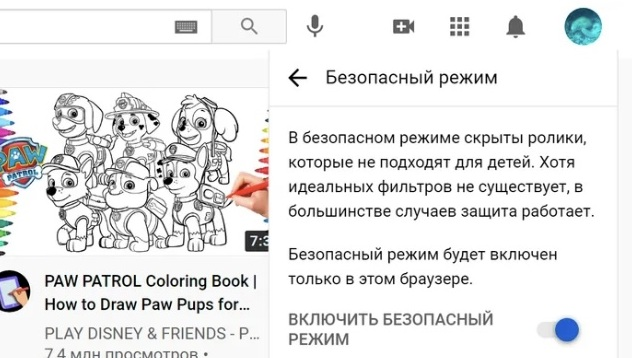 Безопасный режим
В безопасном режиме скрыты ролики,
которые не подходят для детей. Хотя
идеальных фильтров не существует, в
большинстве случаев защита работает.
Безопасный режим будет включен
только в этом браузере.
ВКЛЮЧИТЬ БЕЗОПАСНЫЙ
РЕЖИМ
PAW
PATROL
7:3
PAW PATROL Coloring Book |
How to Draw Paw Pups for...
PLAY DISNEY & FRIENDS - P...
7,4 млн просмотров •